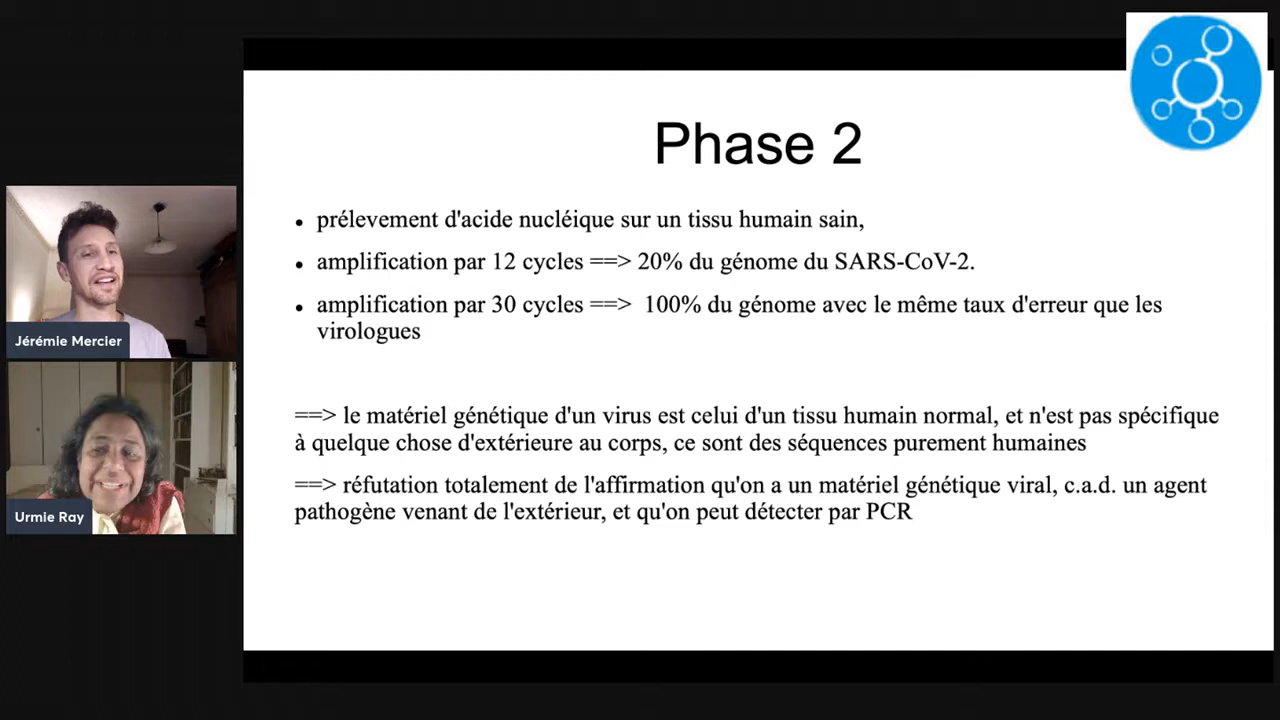 Phase 2
• prélevement d'acide nucléique sur un tissu humain sain,
• amplification par 12 cycles ==> 20% du génome du SARS-CoV-2.
• amplification par 30 cycles ==> 100% du génome avec le même taux d'erreur que les
virologues
==> le matériel génétique d'un virus est celui d'un tissu humain normal, et n'est pas spécifique
à quelque chose d'extérieure au corps, ce sont des séquences purement humaines
==> réfutation totalement de l'affirmation qu'on a un matériel génétique viral, c.a.d. un agent
pathogène venant de l'extérieur, et qu'on peut détecter par PCR
Jérémie Mercier
Urmie Ray